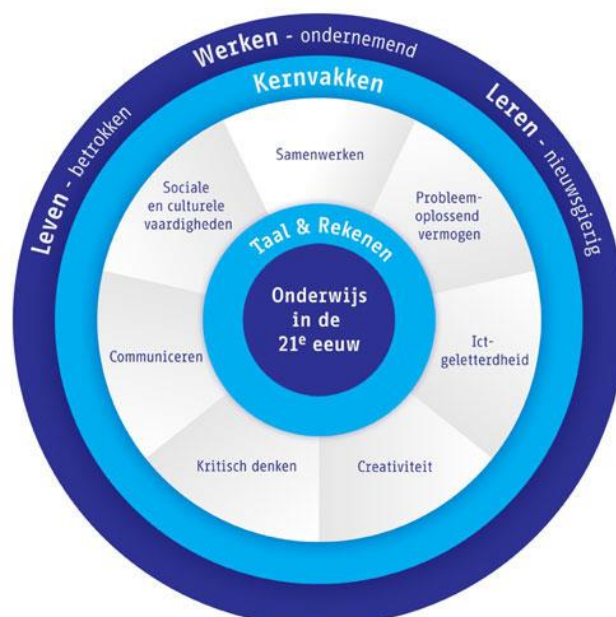 Werken - ondernemend
Leven - betrokken
Leren - nieuwsgierig
Kernvakken
Samenwerken
Sociale
en culturele
vaardigheden
Probleem-
oplossend
vermogen
Taal & Rekenen
Onderwijs
in de
21e eeuw
Communiceren
Ict-
geletterdheid
Kritisch denken
Creativiteit